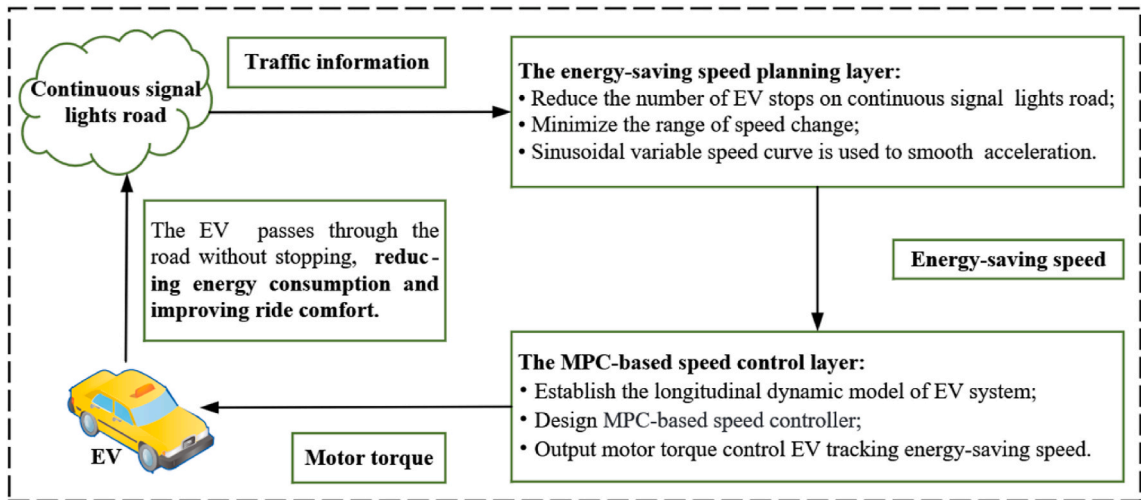 Continuous signal
lights road
Traffic information
The energy-saving speed planning layer:
• Reduce the number of EV stops on continuous signal lights road;
• Minimize the range of speed change;
• Sinusoidal variable speed curve is used to smooth acceleration.
The EV passes through the
road without stopping, reduc-
ing energy consumption and
improving ride comfort.
Energy-saving speed
The MPC-based speed control layer:
• Establish the longitudinal dynamic model of EV system;
• Design MPC-based speed controller;
• Output motor torque control EV tracking energy-saving speed.
EV
Motor torque